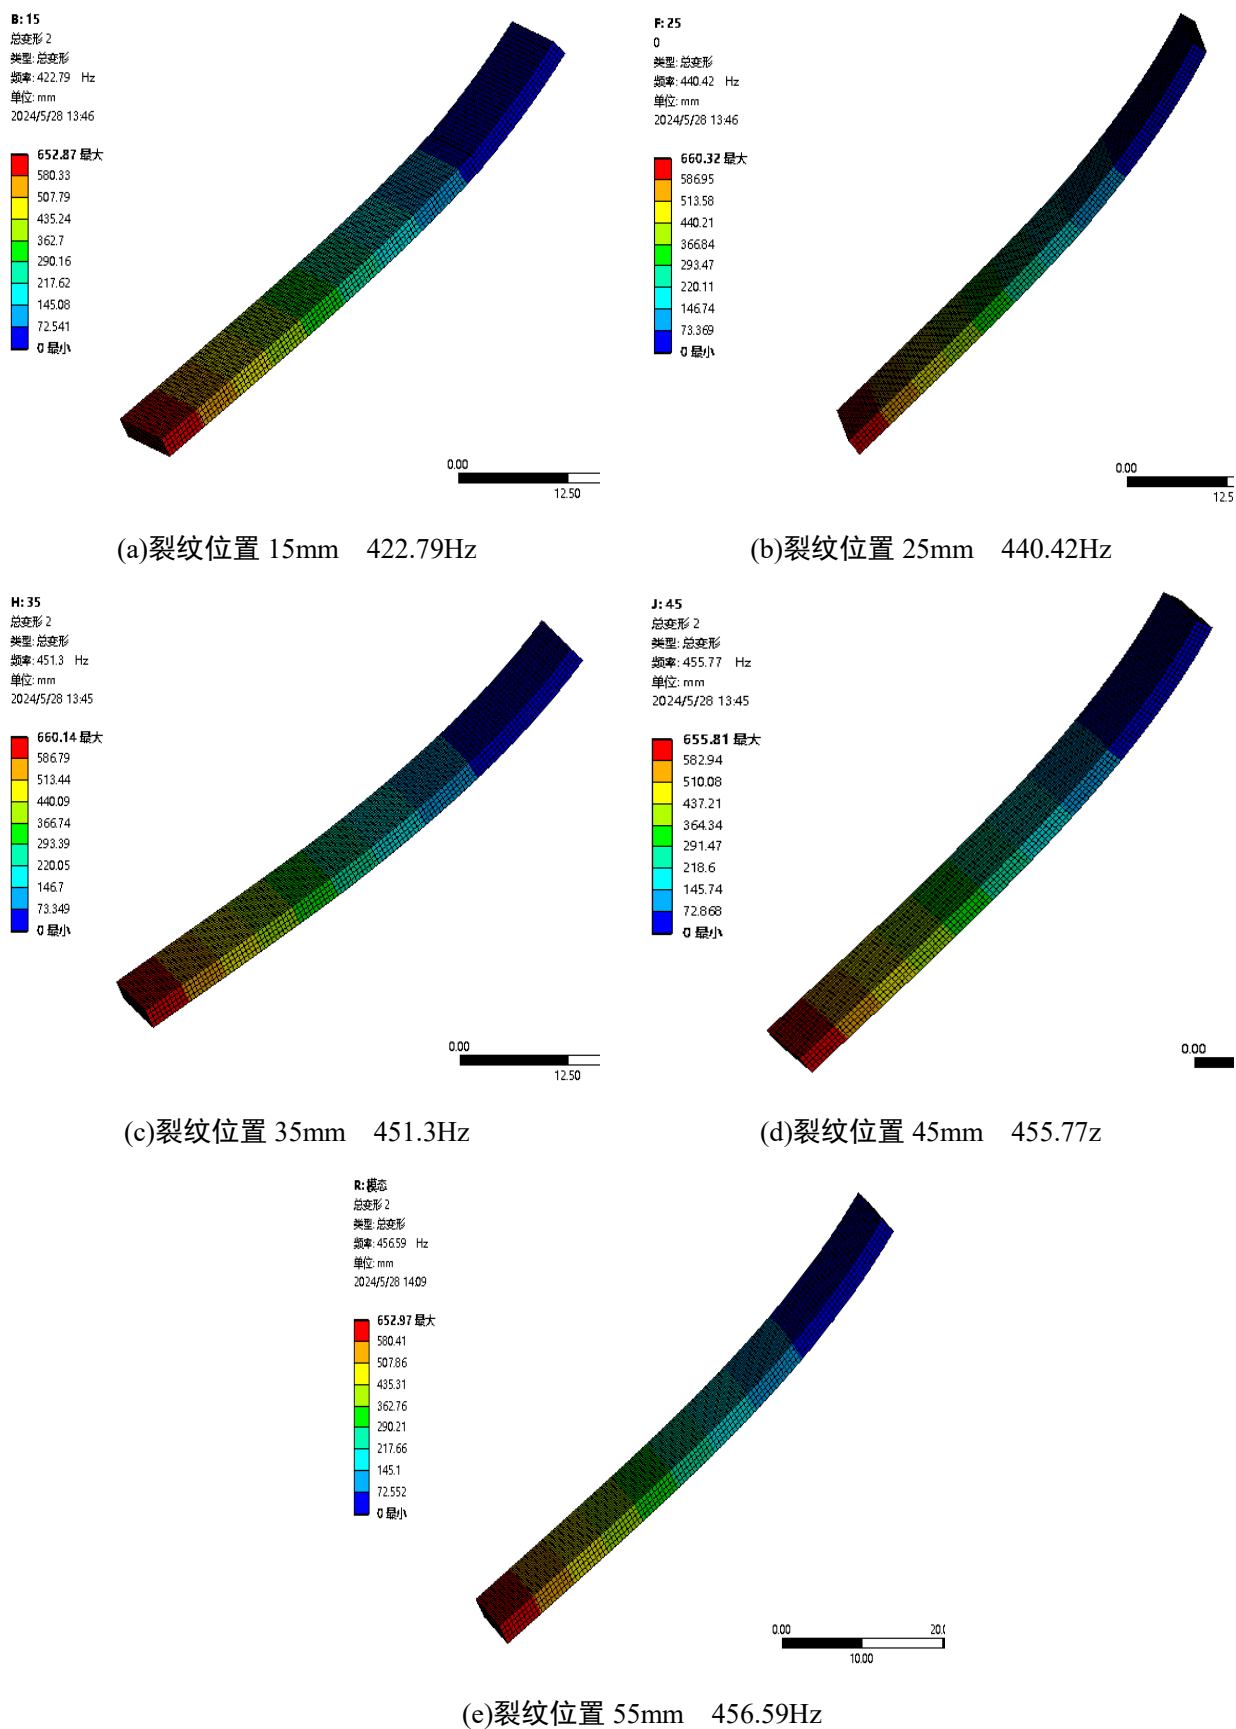 B: 15
总变形 2
类型: 总变形
频率: 422.79 Hz
单位: mm
2024/5/28 13:46
652.87 最大
580.33
507.79
435.24
362.7
290.16
217.62
145.08
72.541
0 最小
0.00
12.50
(a)裂纹位置 15mm 422.79Hz
F: 25
0
类型: 总变形
频率: 440.42 Hz
单位: mm
2024/5/28 13:46
660.32 最大
586.95
513.58
440.21
366.84
293.47
220.11
146.74
73.369
0 最小
0.00
12.5
(b)裂纹位置 25mm 440.42Hz
H: 35
总变形 2
类型: 总变形
频率: 451.3 Hz
单位: mm
2024/5/28 13:45
660.14 最大
586.79
513.44
440.09
366.74
293.39
220.05
146.7
73.349
0 最小
0.00
12.50
(c)裂纹位置 35mm 451.3Hz
J: 45
总变形 2
类型: 总变形
频率: 455.77 Hz
单位: mm
2024/5/28 13:45
655.81 最大
582.94
510.08
437.21
364.34
291.47
218.6
145.74
72.868
0 最小
0.00
(d)裂纹位置 45mm 455.77z
R: 模态
总变形 2
类型: 总变形
频率: 456.59 Hz
单位: mm
2024/5/28 14:09
652.97 最大
580.41
507.86
435.31
362.76
290.21
217.66
145.1
72.552
0 最小
0.00
20.(
10.00
(e)裂纹位置 55mm 456.59Hz